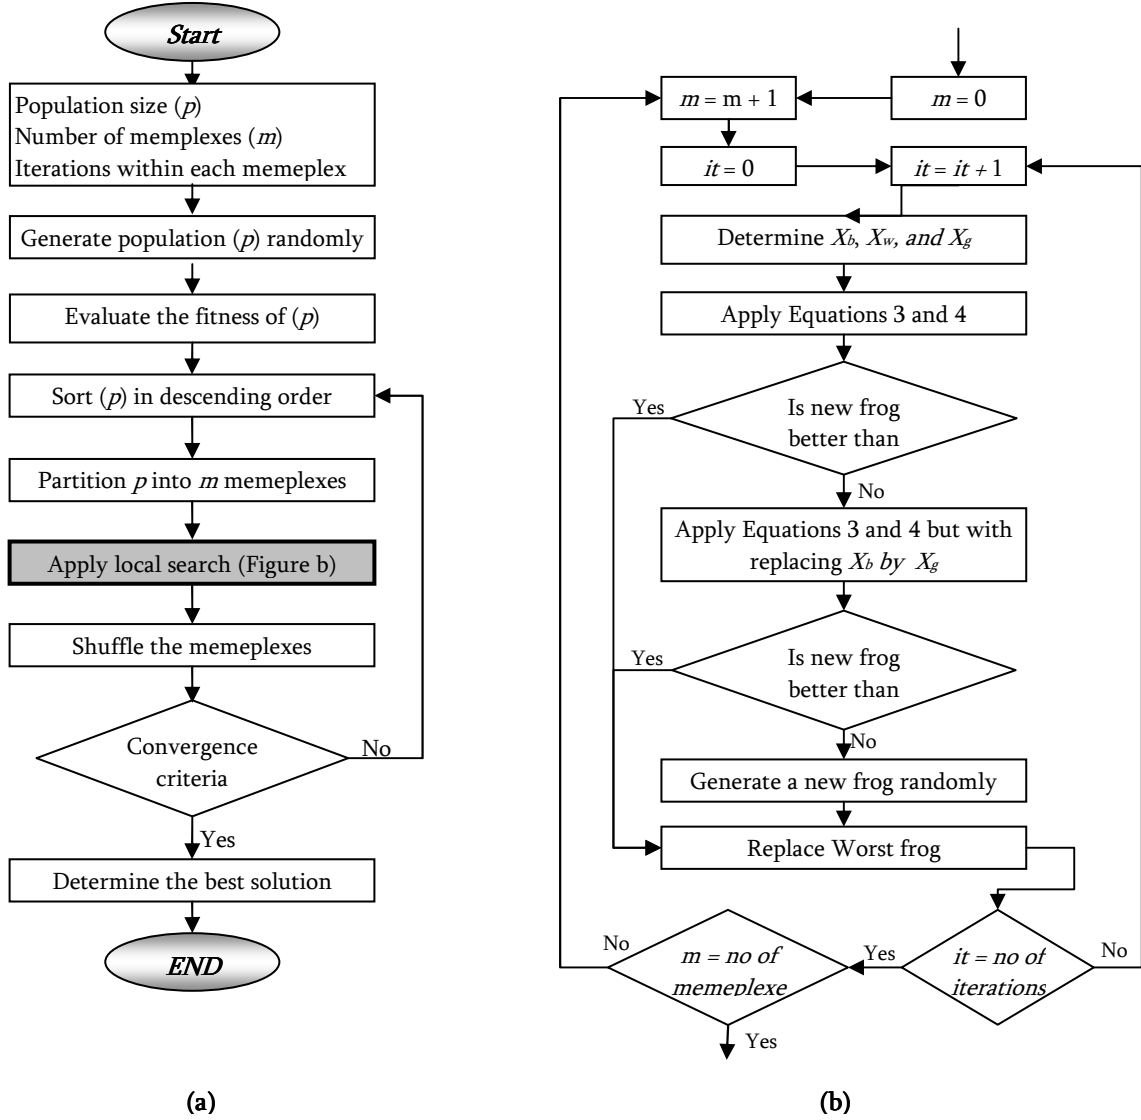 Start
Population size (p)
Number of memplexes (m)
Iterations within each memeplex
Generate population (p) randomly
Evaluate the fitness of (p)
Sort (p) in descending order
Partition p into m memeplexes
Apply local search (Figure b)
Shuffle the memeplexes
Convergence
criteria
No
Yes
Determine the best solution
END
(a)
m = m + 1
m = 0
it = 0
it = it + 1
Determine Xb, Xw, and Xg
Apply Equations 3 and 4
Is new frog
better than
Yes
No
Apply Equations 3 and 4 but with
replacing Xb by Xg
Is new frog
better than
Yes
No
Generate a new frog randomly
Replace Worst frog
it = no of
iterations
No
Yes
m = no of
memeplexe
No
Yes
(b)